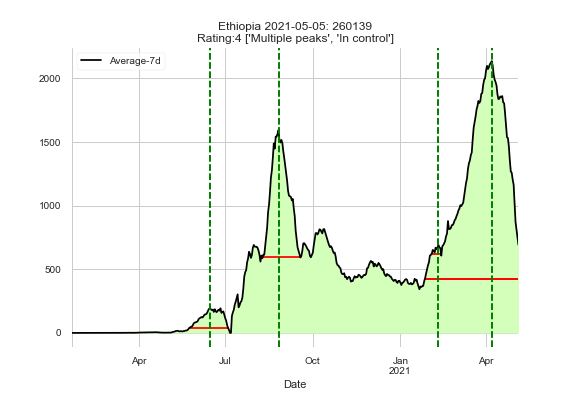 Ethiopia 2021-05-05: 260139
Rating:4 ['Multiple peaks', 'In control']
Average-7d
2000
1500
1000
500
0
Apr
Jul
Oct
Jan
2021
Apr
Date